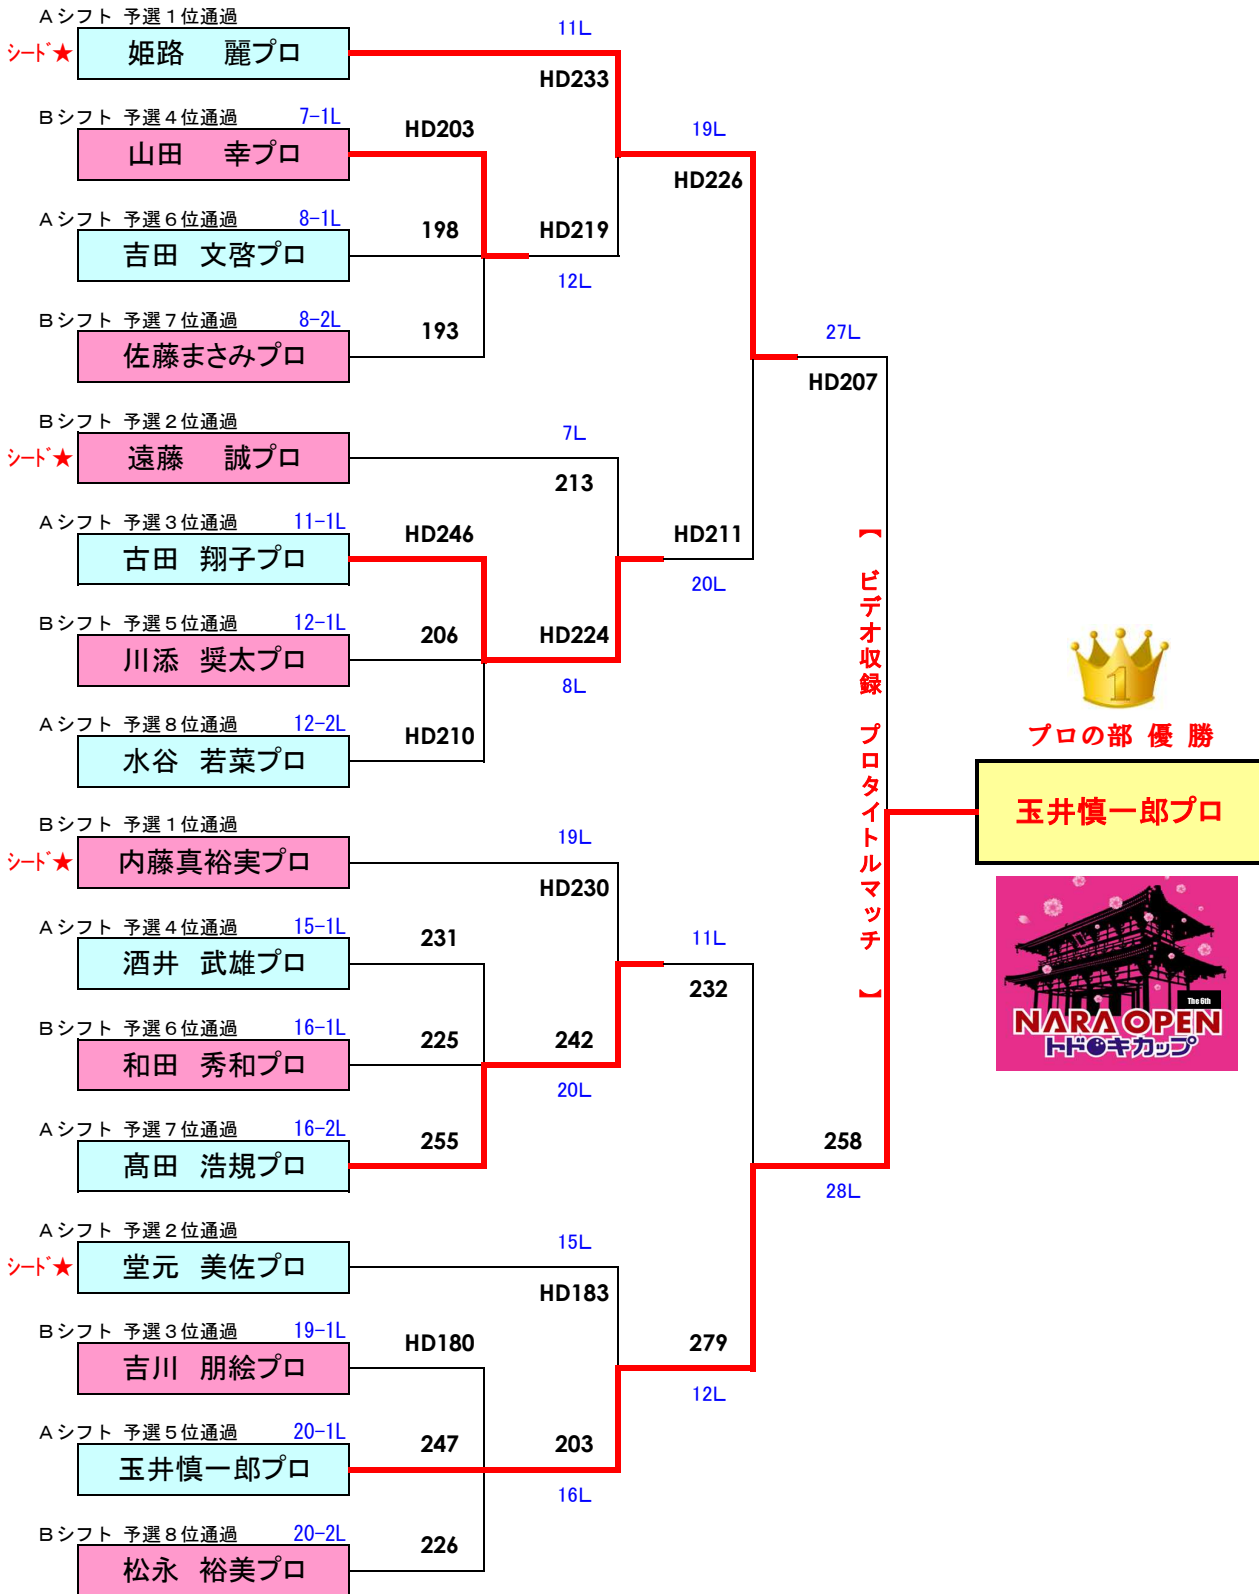 Aシフト 予選1位通過
11L
シード★
姫路 麗プロ
HD233
Bシフト 予選4位通過 7-1L
HD203
19L
山田 幸プロ
HD226
Aシフト 予選6位通過 8-1L
198
HD219
吉田 文啓プロ
12L
Bシフト 予選7位通過 8-2L
193
27L
佐藤まさみプロ
HD207
Bシフト 予選2位通過
7L
シード★
遠藤 誠プロ
213
Aシフト 予選3位通過 11-1L
HD246
HD211
古田 翔子プロ
20L
Bシフト 予選5位通過 12-1L
206
HD224
川添 奨太プロ
8L
Aシフト 予選8位通過 12-2L
HD210
水谷 若菜プロ
【 ビデオ収録 プロタイトルマッチ 】
1
プロの部 優 勝
玉井慎一郎プロ
Bシフト 予選1位通過
19L
シード★
内藤真裕実プロ
HD230
Aシフト 予選4位通過 15-1L
231
11L
酒井 武雄プロ
232
The 6th
NARA OPEN
トドロキカップ
Bシフト 予選6位通過 16-1L
225
242
和田 秀和プロ
20L
Aシフト 予選7位通過 16-2L
255
258
髙田 浩規プロ
28L
Aシフト 予選2位通過
15L
シード★
堂元 美佐プロ
HD183
Bシフト 予選3位通過 19-1L
HD180
279
吉川 朋絵プロ
12L
Aシフト 予選5位通過 20-1L
247
203
玉井慎一郎プロ
16L
Bシフト 予選8位通過 20-2L
226
松永 裕美プロ